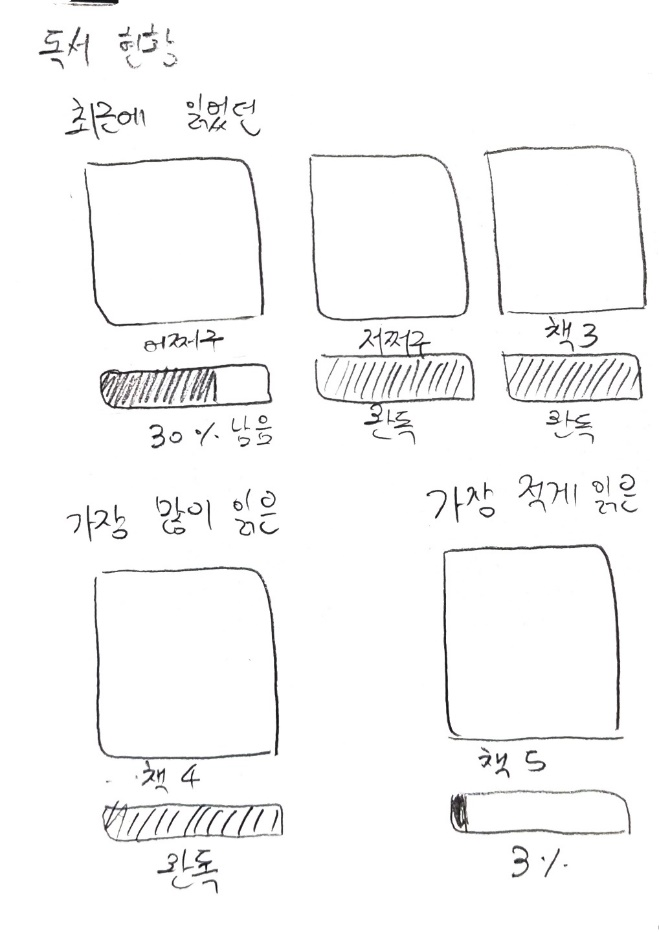 독서 현황
최근에 읽었던
어쩌구 저쩌구 책3
30% 남음 완독 완독
가장 많이 읽은 가장 적게 읽은
책 4 책 5
완독 3%